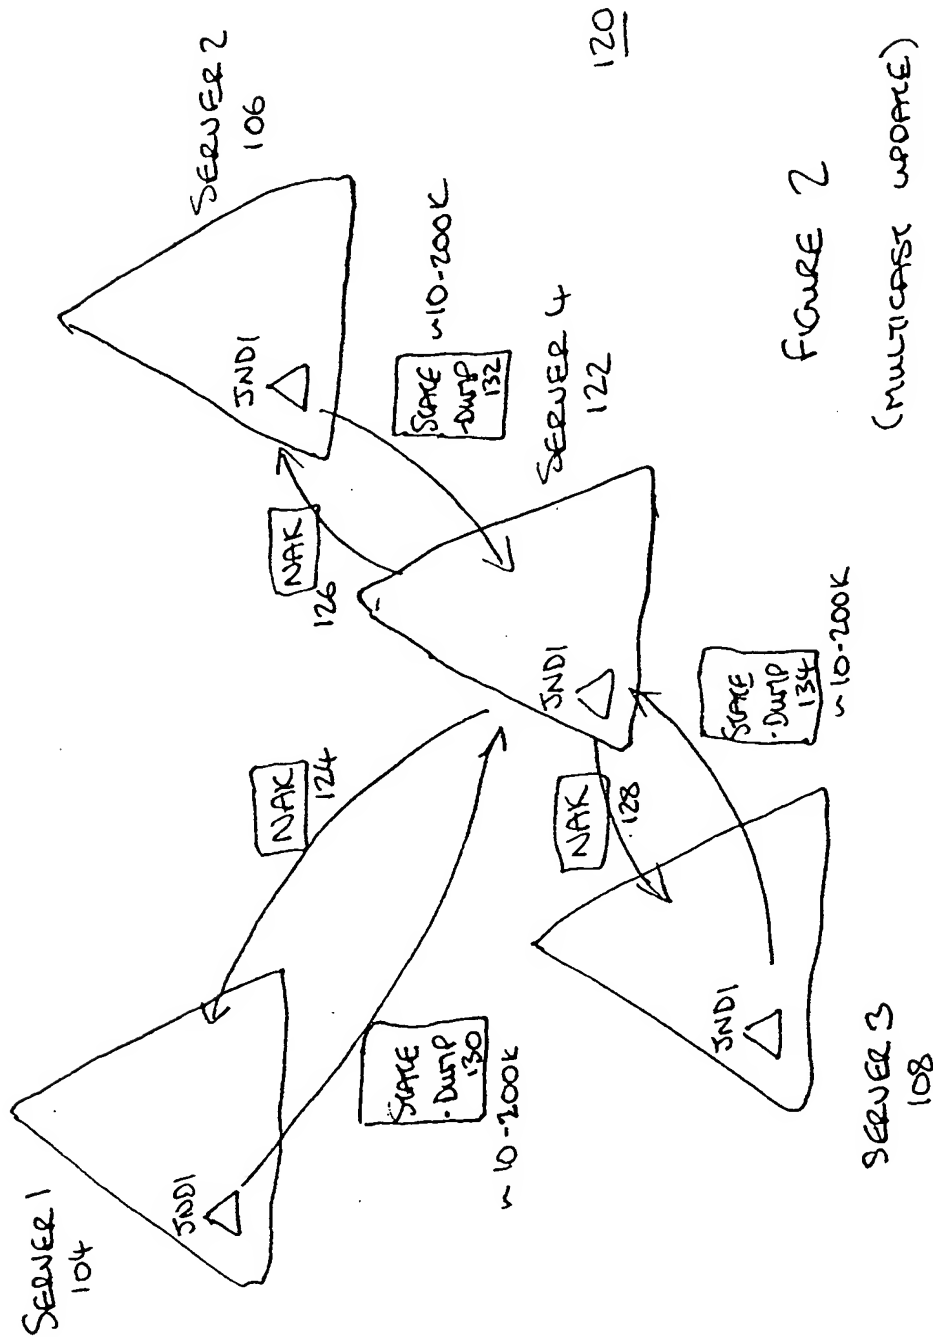 SERVER 1
104
JNDI
NAK
124
STATE
DUMP
130
~ 10-200K
SERVER 2
106
JNDI
NAK
126
STATE
-DUMP
132
~10-200K
SERVER 4
122
JNDI
NAK
128
STATE
DUMP
134
~10-200K
SERVER 3
108
JNDI
120
FIGURE 2
(MULTICAST UPDATE)